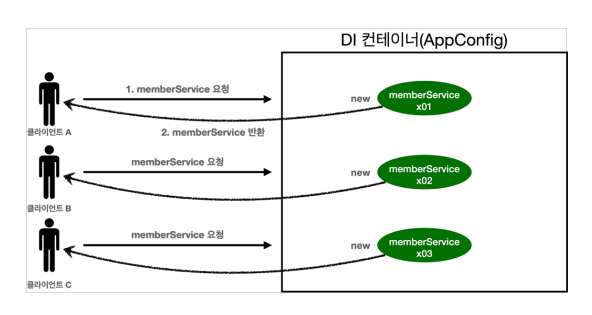 DI 컨테이너(AppConfig)
1. memberService 요청
new
memberService
x01
클라이언트 A
2. memberService 반환
memberService 요청
new
memberService
x02
클라이언트 B
memberService 요청
new
memberService
x03
클라이언트 C